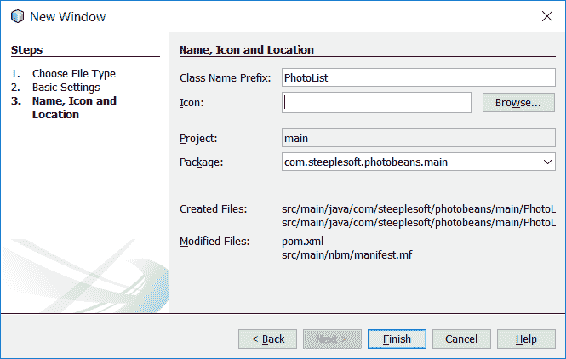 New Window
Steps
1. Choose File Type
2. Basic Settings
3. Name, Icon and
Location
Name, Icon and Location
Class Name Prefix: PhotoList
Icon:
Browse...
Project: main
Package: com.steeplesoft.photobeans.main
Created Files: src/main/java/com/steeplesoft/photobeans/main/PhotoL
src/main/java/com/steeplesoft/photobeans/main/PhotoL
Modified Files: pom.xml
src/main/nbm/manifest.mf
< Back Next > Finish Cancel Help